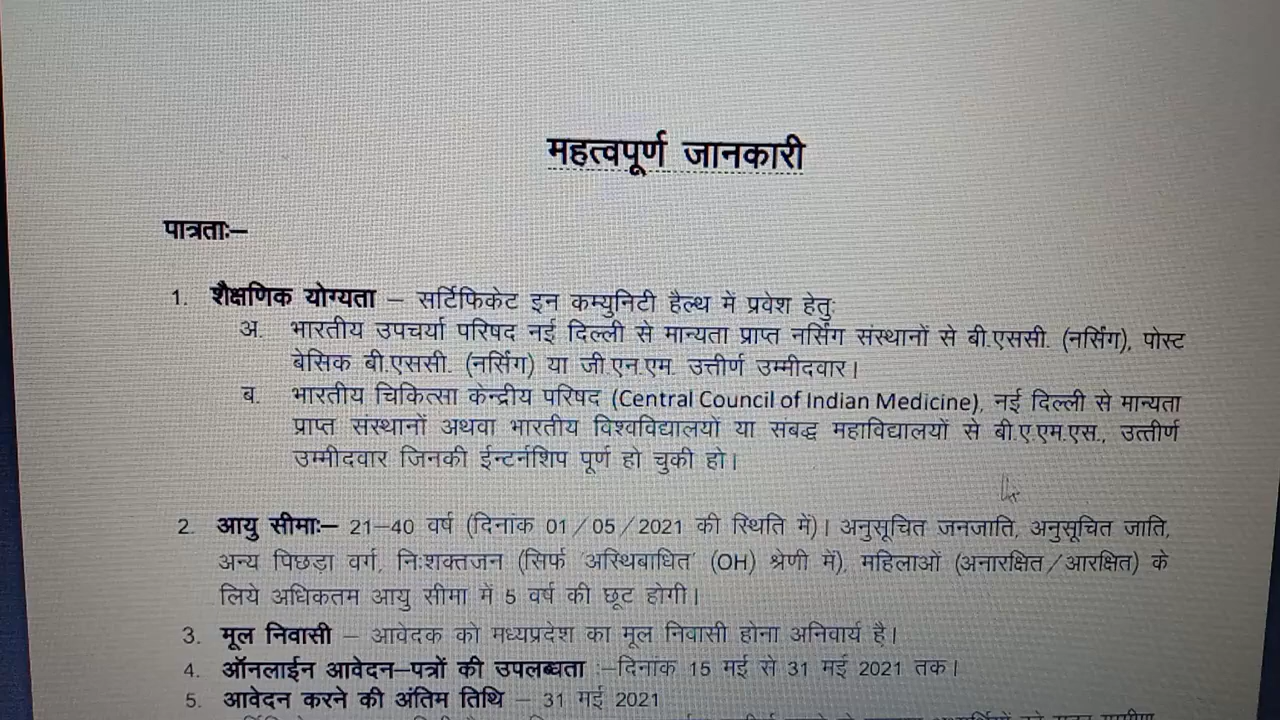 महत्वपूर्ण जानकारी
पात्रताः–
1. शैक्षणिक योग्यता – सर्टिफिकेट इन कम्युनिटी हैल्थ में प्रवेश हेतु
अ. भारतीय उपचर्या परिषद नई दिल्ली से मान्यता प्राप्त नर्सिंग संस्थानों से बी.एससी. (नर्सिंग), पोस्ट
बेसिक बी.एससी. (नर्सिंग) या जी.एन.एम. उत्तीर्ण उम्मीदवार।
ब. भारतीय चिकित्सा केन्द्रीय परिषद (Central Council of Indian Medicine), नई दिल्ली से मान्यता
प्राप्त संस्थानों अथवा भारतीय विश्वविद्यालयों या संबद्ध महाविद्यालयों से बी.ए.एम.एस., उत्तीर्ण
उम्मीदवार जिनकी ईन्टर्नशिप पूर्ण हो चुकी हो।
2. आयु सीमाः– 21–40 वर्ष (दिनांक 01/05/2021 की स्थिति में)। अनुसूचित जनजाति, अनुसूचित जाति,
अन्य पिछड़ा वर्ग, निःशक्तजन (सिर्फ 'अस्थिबाधित' (OH) श्रेणी में), महिलाओं (अनारक्षित/आरक्षित) के
लिये अधिकतम आयु सीमा में 5 वर्ष की छूट होगी।
3. मूल निवासी – आवेदक को मध्यप्रदेश का मूल निवासी होना अनिवार्य है।
4. ऑनलाईन आवेदन–पत्रों की उपलब्धता :–दिनांक 15 मई से 31 मई 2021 तक।
5. आवेदन करने की अंतिम तिथि – 31 मई 2021